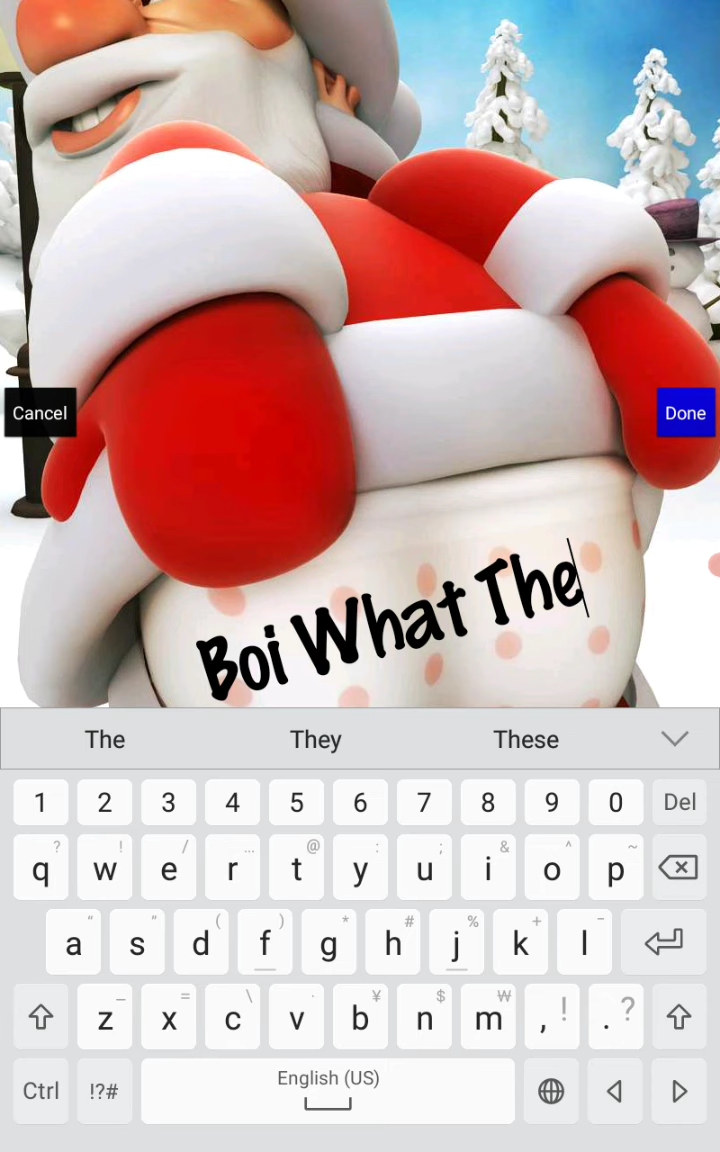 Cancel
Done
Boi What The
The They These
1 2 3 4 5 6 7 8 9 0 Del
? ! / ... @ : ; & ^ ~
q w e r t y u i o p
“ ” ( ) * # % + -
a s d f g h j k l
_ = \ · ¥ $ ₩ ! ?
z x c v b n m , .
Ctrl !?# English (US)